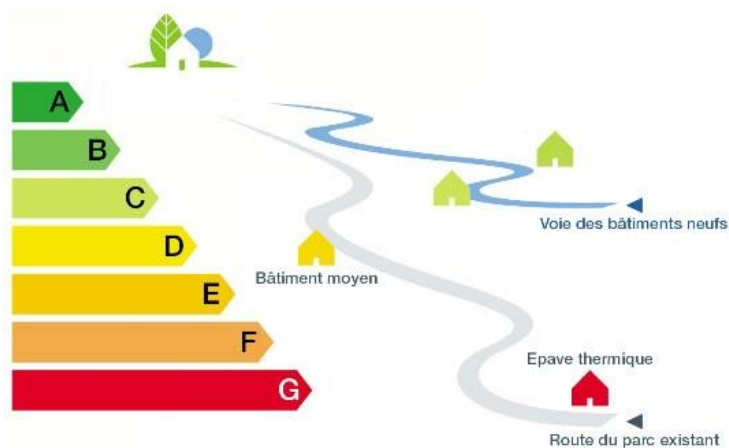 A
B
C
Voie des bâtiments neufs
D
Bâtiment moyen
E
F
Epave thermique
G
Route du parc existant